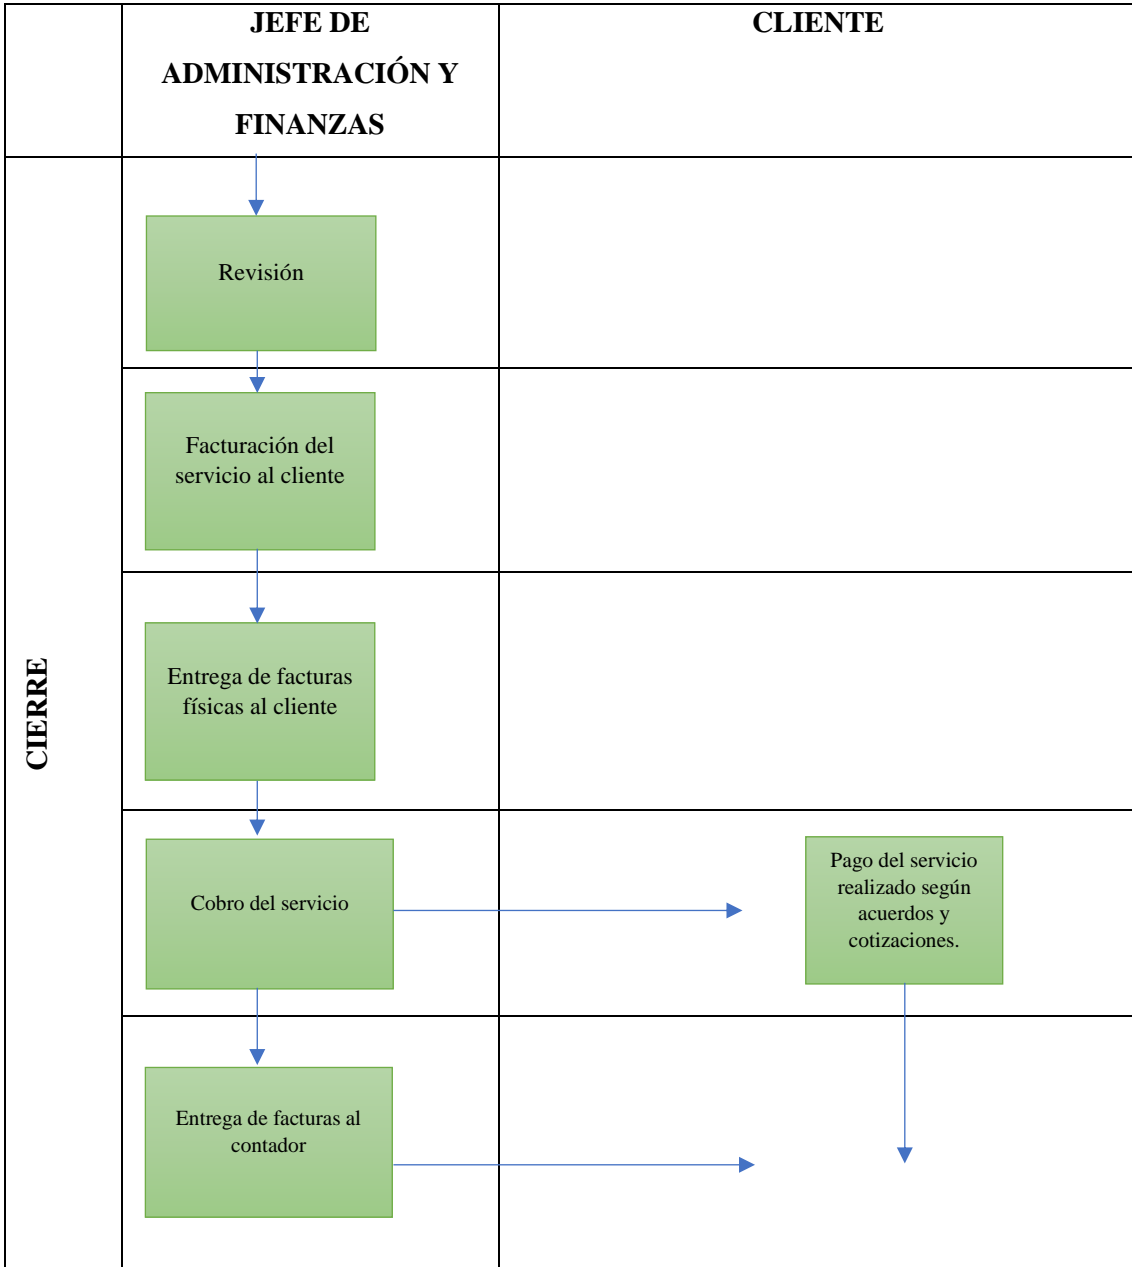 JEFE DE
ADMINISTRACIÓN Y
FINANZAS
CLIENTE
CIERRE
Revisión
Facturación del
servicio al cliente
Entrega de facturas
físicas al cliente
Cobro del servicio
Pago del servicio
realizado según
acuerdos y
cotizaciones.
Entrega de facturas al
contador